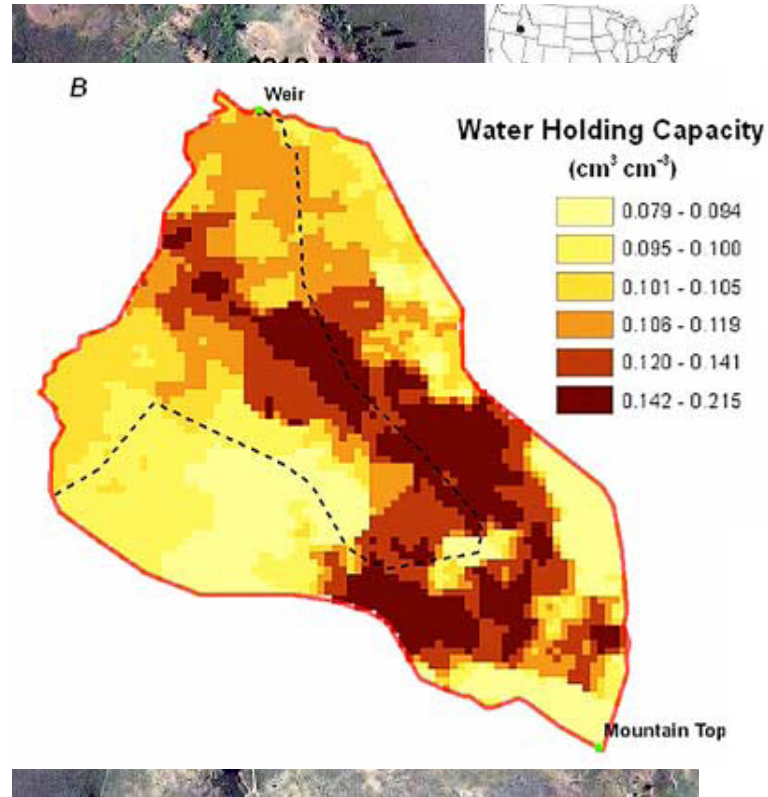 B
Weir
Water Holding Capacity
(cm³ cm⁻³)
0.079 - 0.094
0.095 - 0.100
0.101 - 0.105
0.106 - 0.119
0.120 - 0.141
0.142 - 0.215
Mountain Top